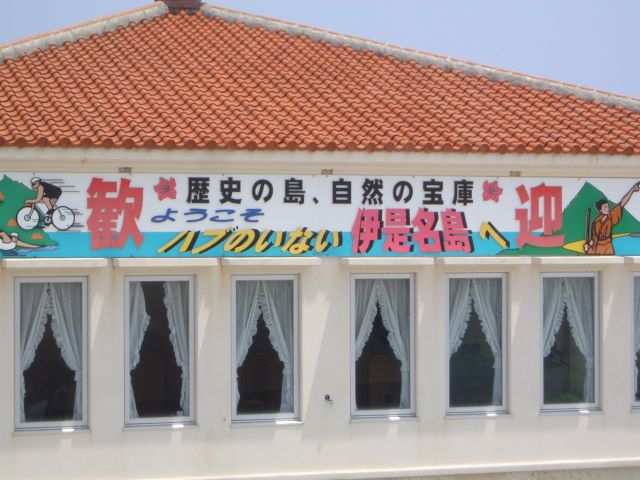 歓迎
歴史の島、自然の宝庫
ようこそ
ハブのいない伊是名島へ